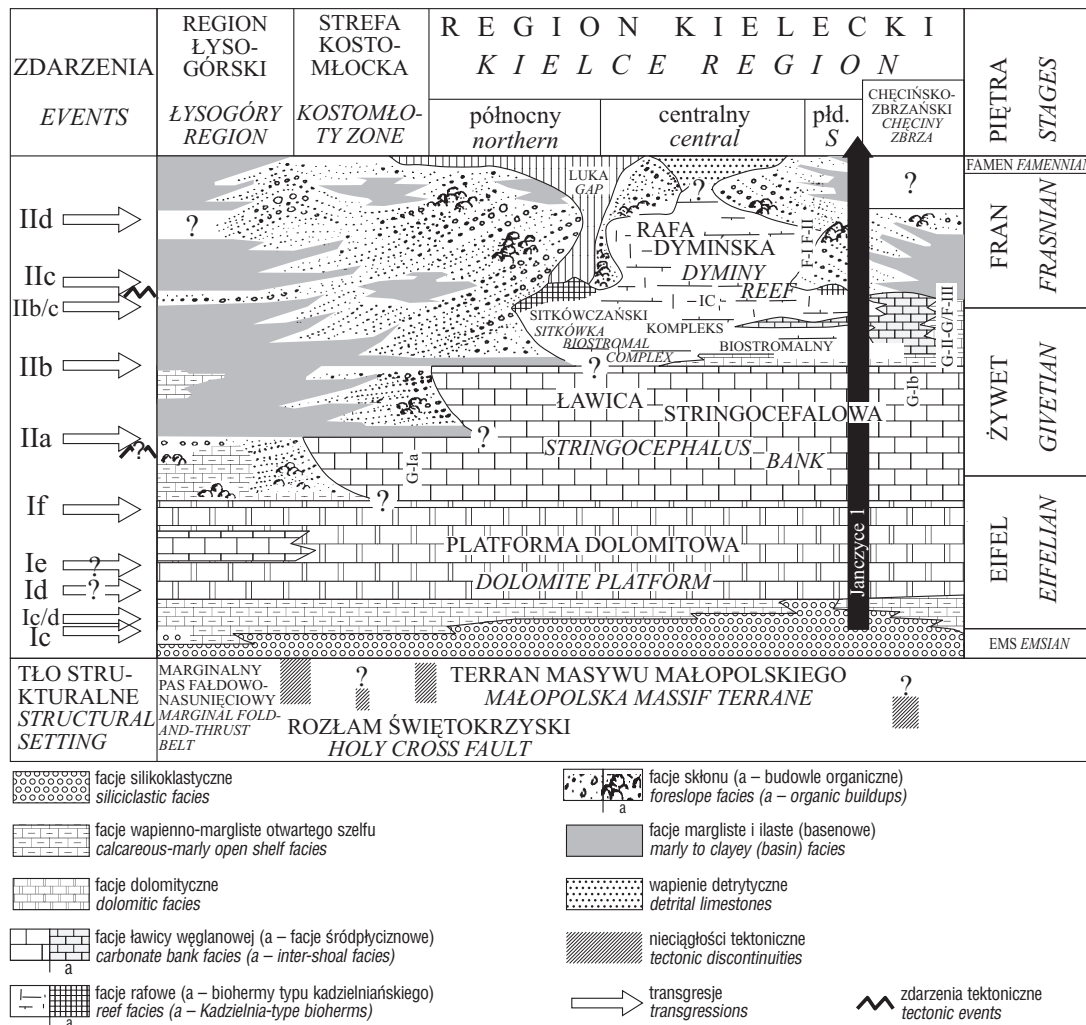 ZDARZENIA
EVENTS
REGION
ŁYSO-
GÓRSKI
ŁYSOGÓRY
REGION
STREFA
KOSTO-
MŁOCKA
KOSTOMŁO-
TY ZONE
REGION KIELECKI
KIELCE REGION
północny
northern
centralny
central
płd.
S
CHĘCIŃSKO-
ZBRZAŃSKI
CHĘCINY
ZBRZA
PIĘTRA
STAGES
IId
IIc
IIb/c
IIb
IIa
If
Ie
Id
Ic/d
Ic
?
?
?
?
LUKA
GAP
?
?
RAFA
DYMIŃSKA
DYMINY
REEF
F-I F-II
IC
SITKÓWCZAŃSKI
SITKÓWKA
BIOSTROMAL
COMPLEX
KOMPLEKS
BIOSTROMALNY
G-II-G/F-III
G-Ib
?
ŁAWICA
STRINGOCEFALOWA
?
STRINGOCEPHALUS
BANK
G-Ia
?
PLATFORMA DOLOMITOWA
DOLOMITE PLATFORM
Janczyce 1
FAMEN FAMENNIAN
FRAN
FRASNIAN
ŻYWET
GIVETIAN
EIFEL
EIFELIAN
EMS EMSIAN
TŁO STRU-
KTURALNE
STRUCTURAL
SETTING
MARGINALNY
PAS FAŁDOWO-
NASUNIĘCIOWY
MARGINAL FOLD-
AND-THRUST
BELT
?
TERRAN MASYWU MAŁOPOLSKIEGO
MAŁOPOLSKA MASSIF TERRANE
?
ROZŁAM ŚWIĘTOKRZYSKI
HOLY CROSS FAULT
facje silikoklastyczne
siliciclastic facies
facje wapienno-margliste otwartego szelfu
calcareous-marly open shelf facies
facje dolomityczne
dolomitic facies
facje ławicy węglanowej (a – facje śródpłyciznowe)
carbonate bank facies (a – inter-shoal facies)
a
facje rafowe (a – biohermy typu kadzielniańskiego)
reef facies (a – Kadzielnia-type bioherms)
a
facje skłonu (a – budowle organiczne)
foreslope facies (a – organic buildups)
a
facje margliste i ilaste (basenowe)
marly to clayey (basin) facies
wapienie detrytyczne
detrital limestones
nieciągłości tektoniczne
tectonic discontinuities
transgresje
transgressions
zdarzenia tektoniczne
tectonic events